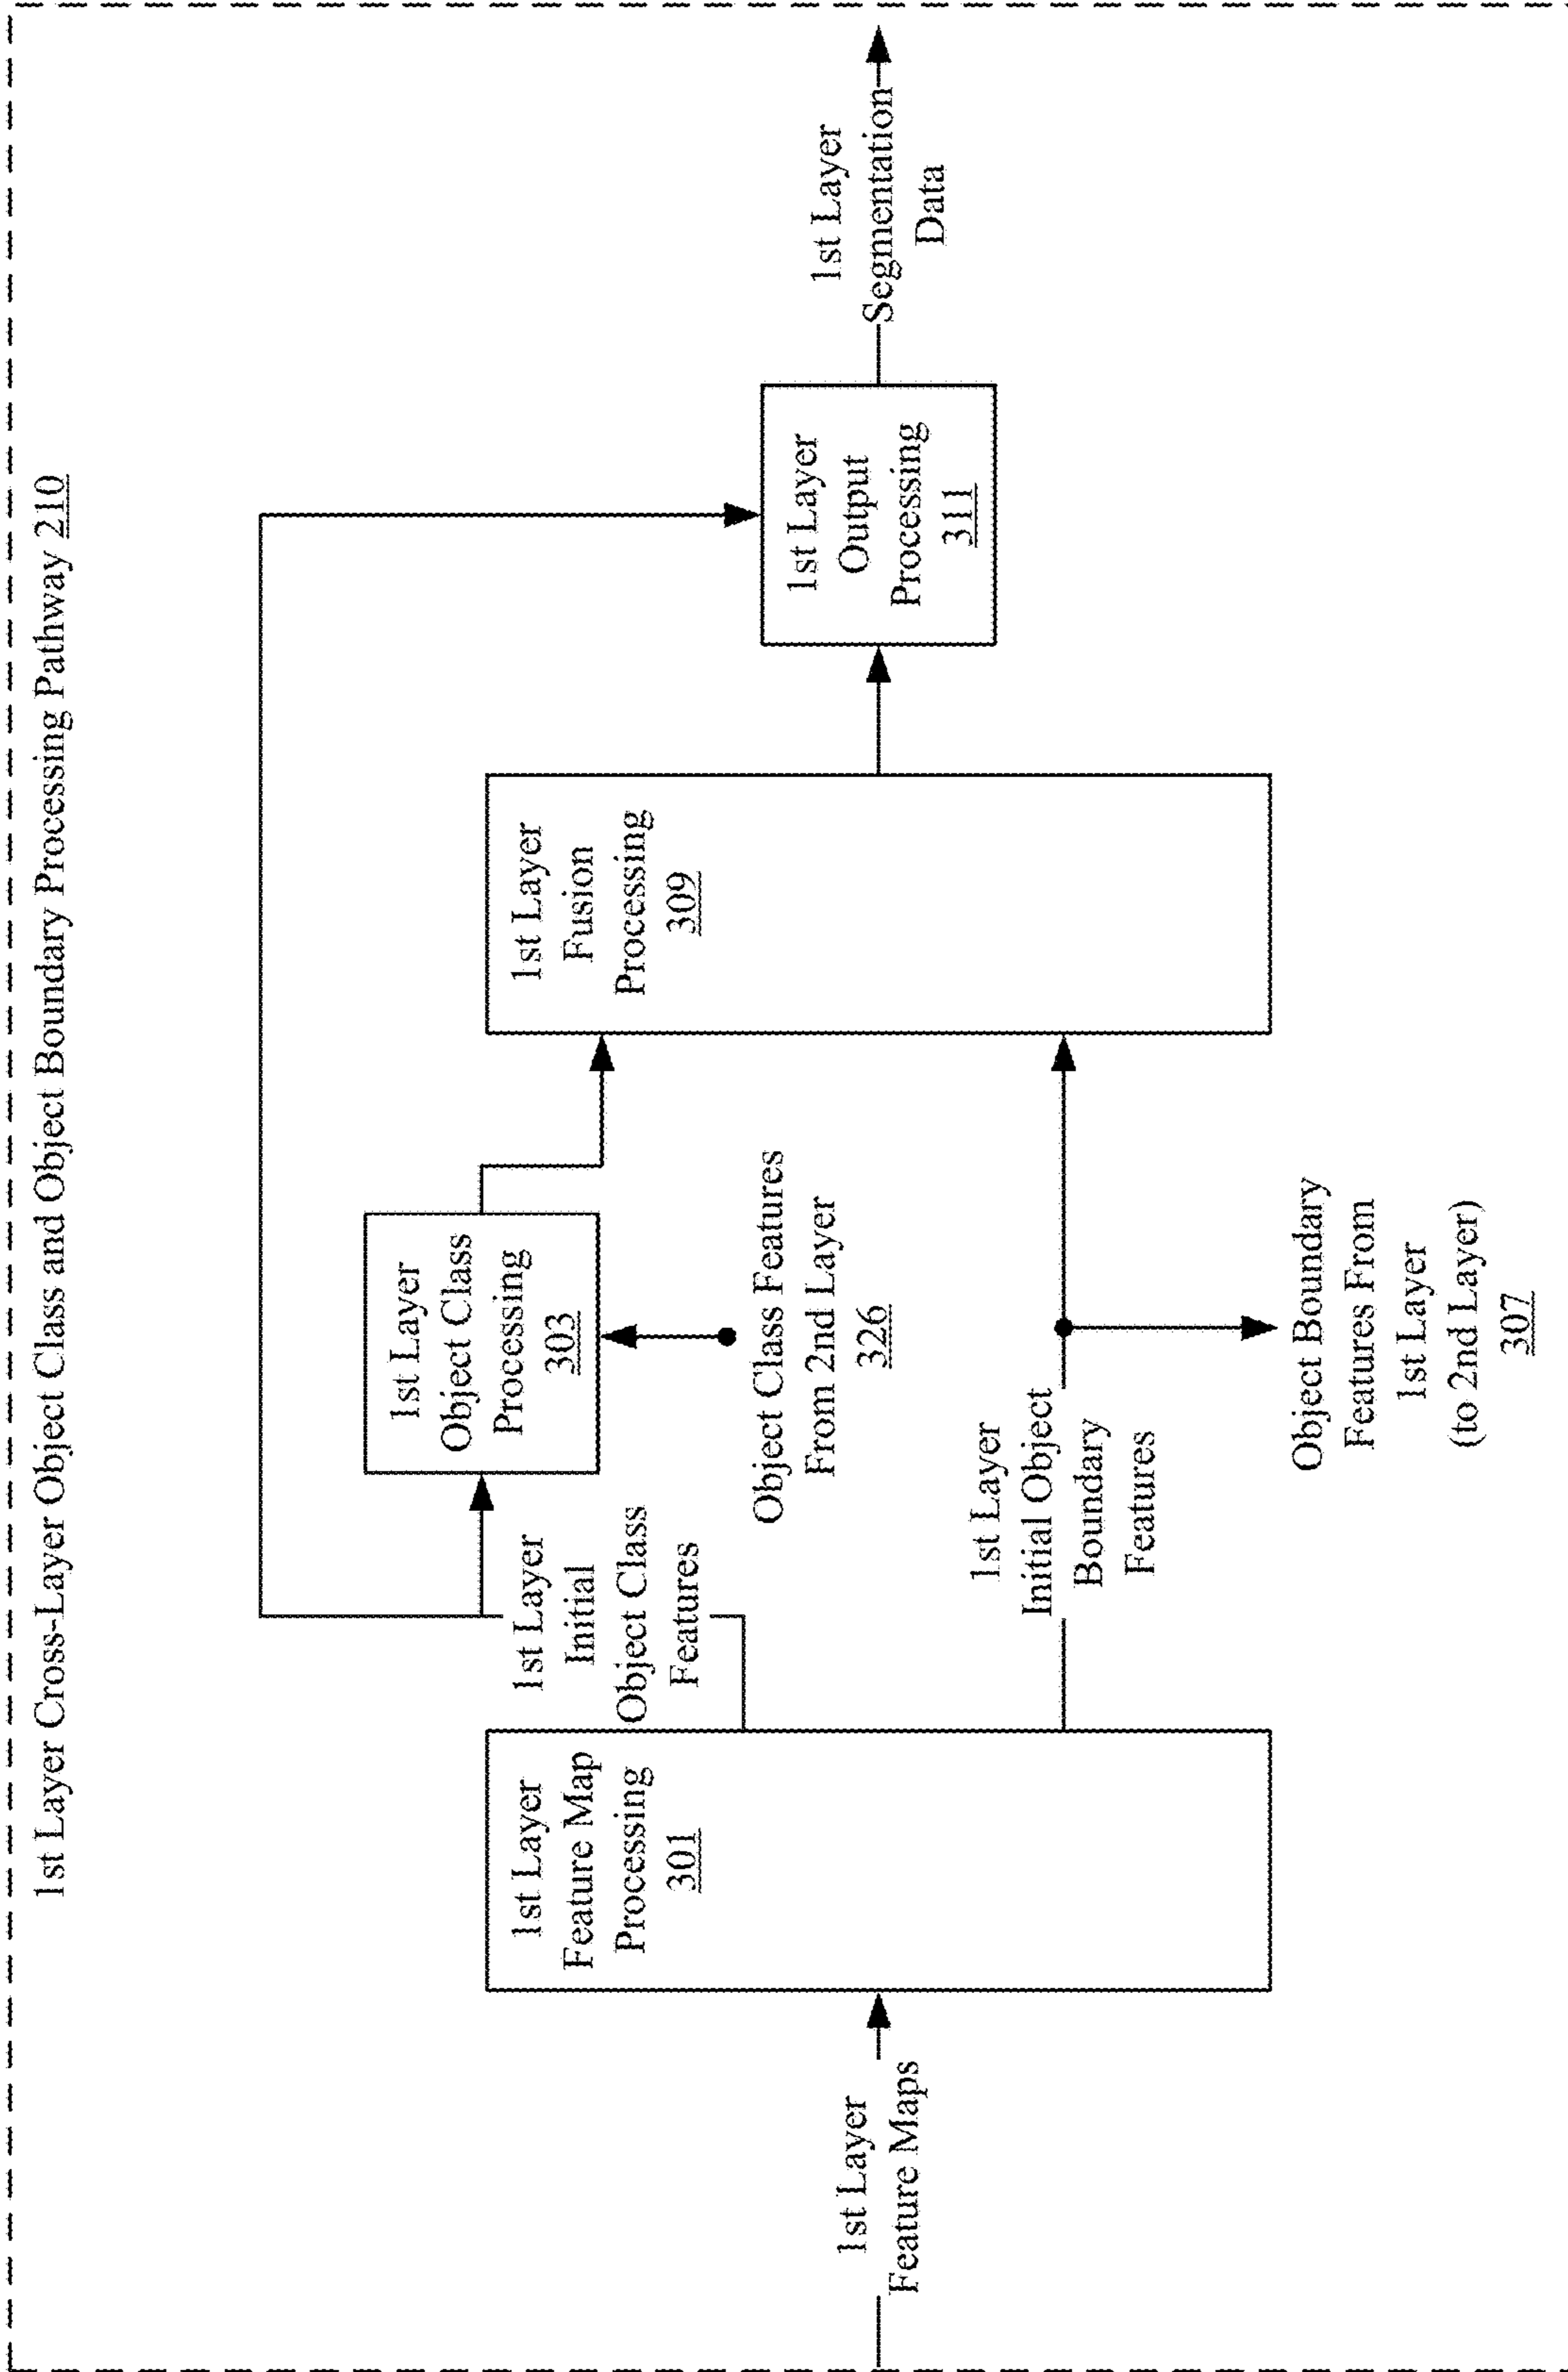 1st Layer Cross-Layer Object Class and Object Boundary Processing Pathway 210
1st Layer
Feature Maps
1st Layer
Feature Map
Processing
301
1st Layer
Initial
Object Class
Features
1st Layer
Object Class
Processing
303
Object Class Features
From 2nd Layer
326
1st Layer
Initial Object
Boundary
Features
Object Boundary
Features From
1st Layer
(to 2nd Layer)
307
1st Layer
Fusion
Processing
309
1st Layer
Output
Processing
311
1st Layer
Segmentation
Data